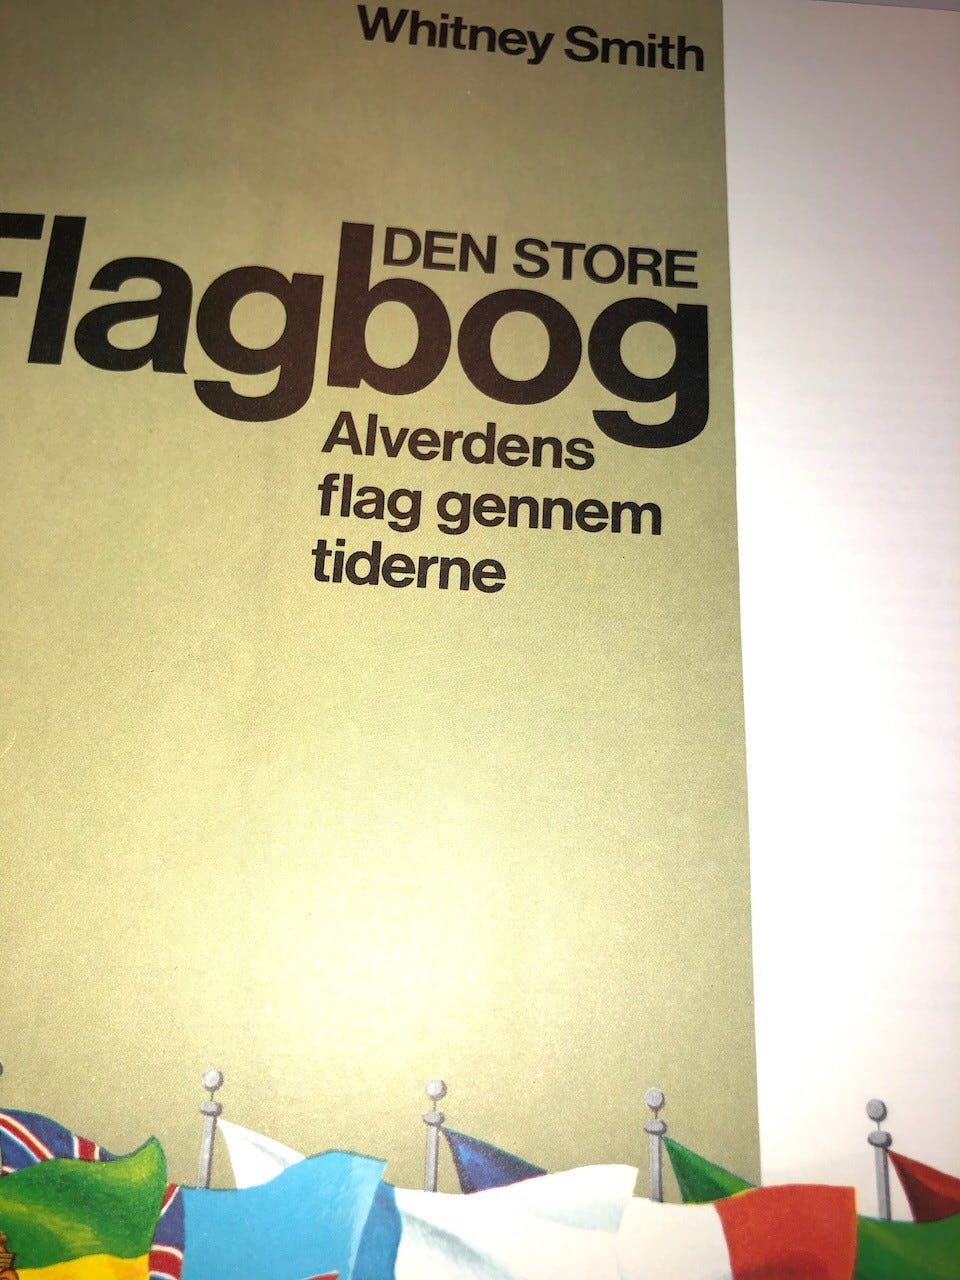 Whitney Smith
DEN STORE
Flagbog
Alverdens
flag gennem
tiderne